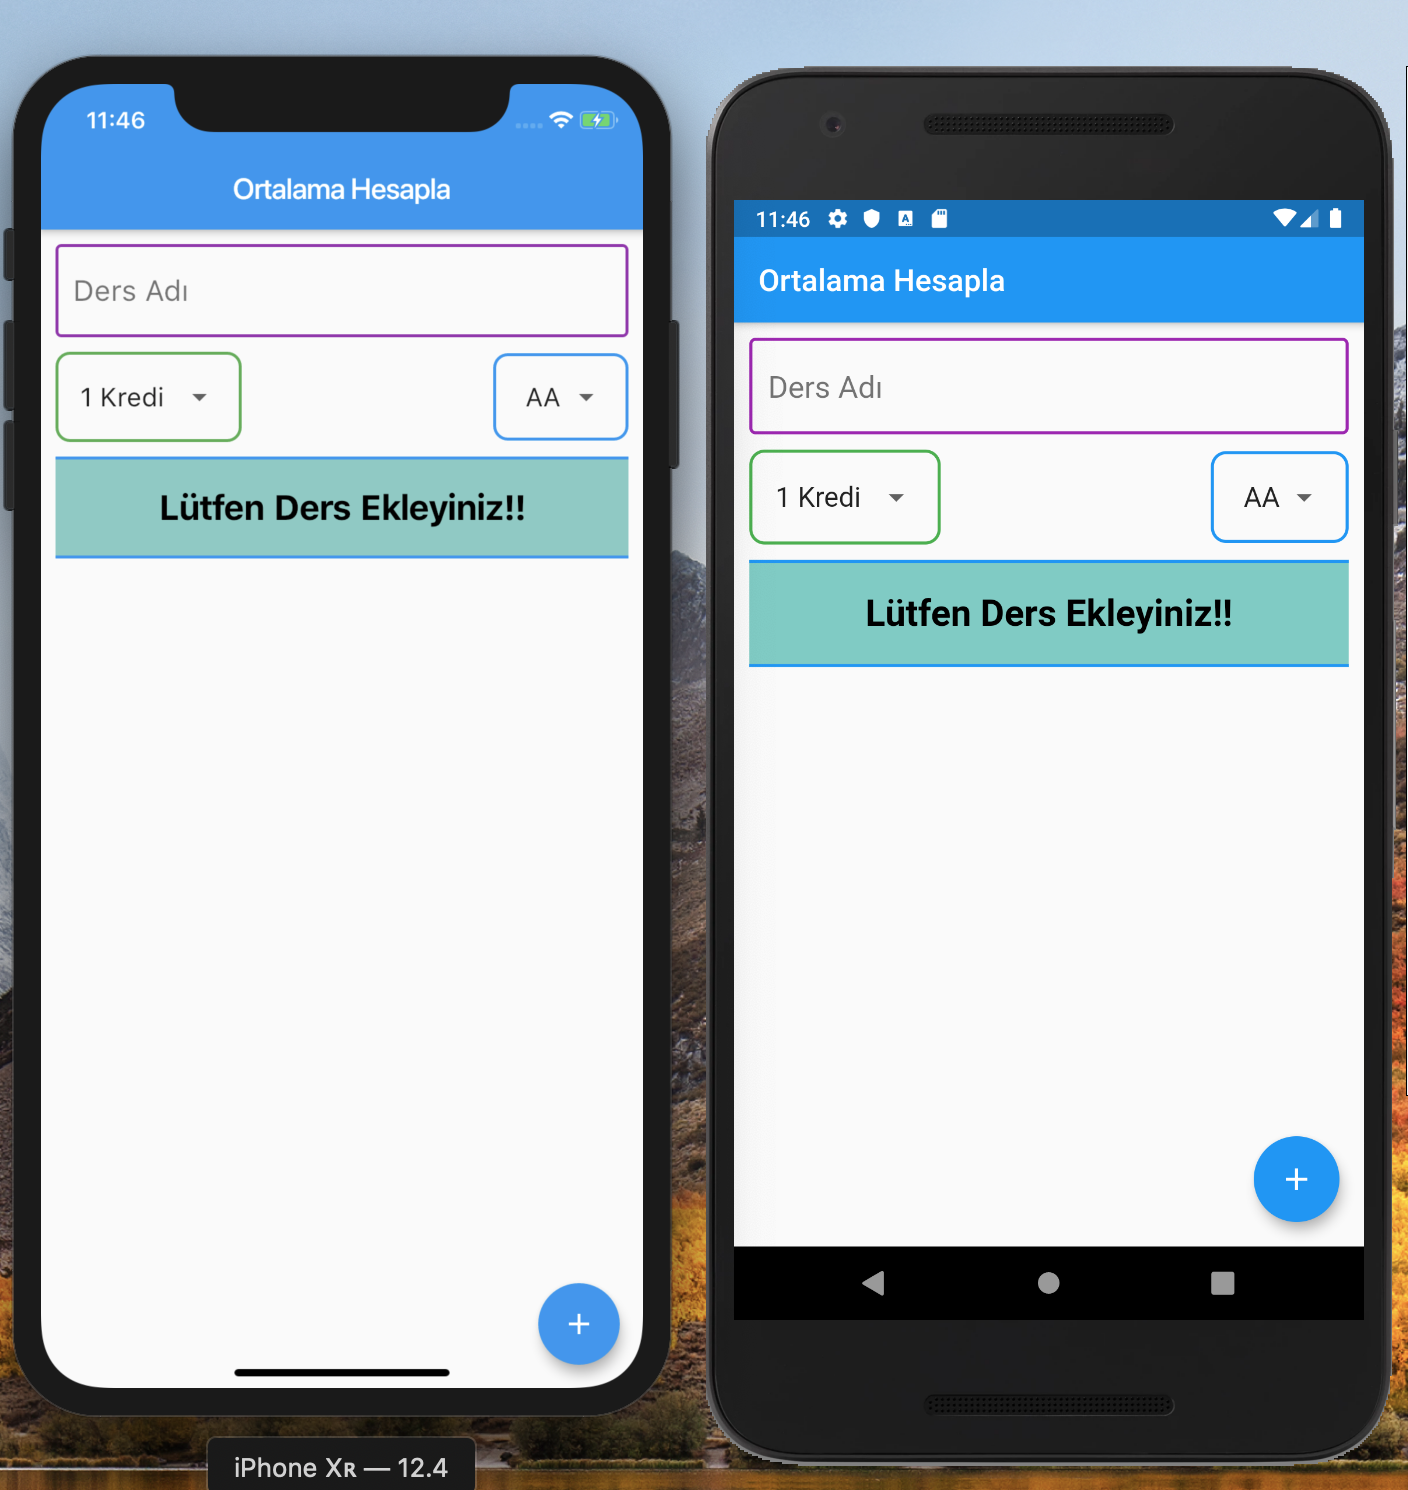 11:46
Ortalama Hesapla
Ders Adı
1 Kredi
AA
Lütfen Ders Ekleyiniz!!
+
iPhone Xʀ — 12.4
11:46
A
Ortalama Hesapla
Ders Adı
1 Kredi
AA
Lütfen Ders Ekleyiniz!!
+